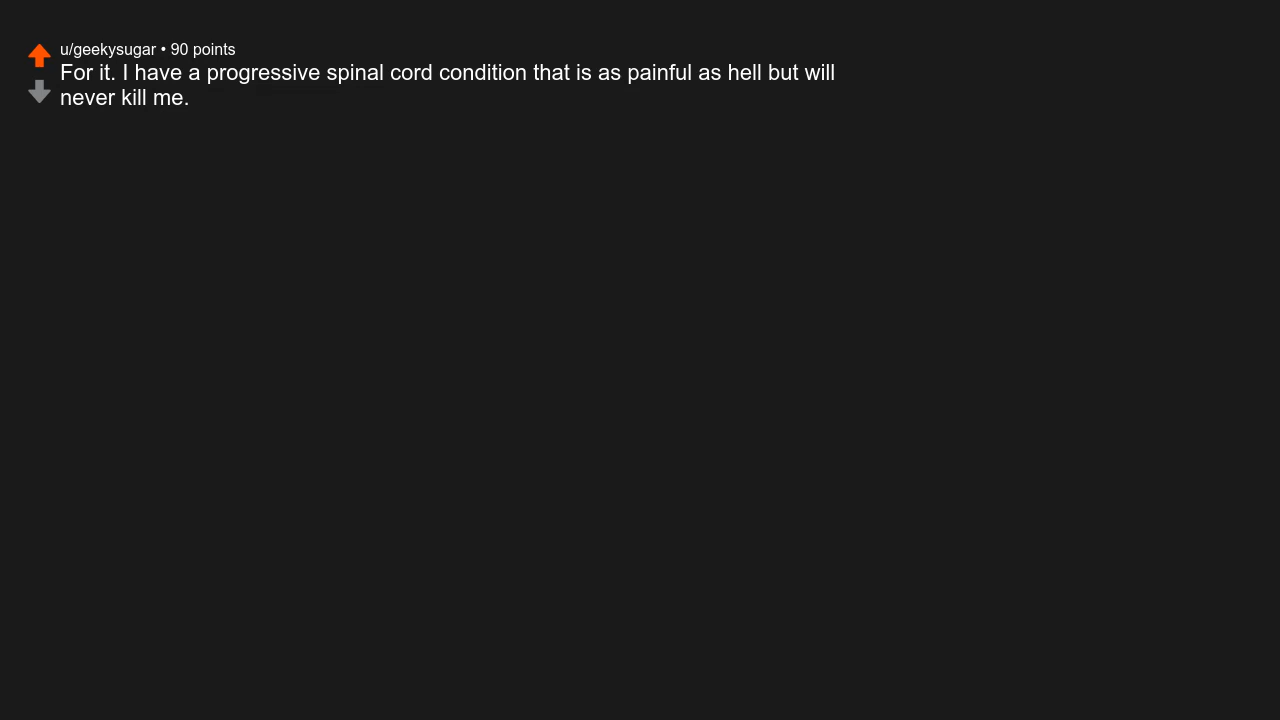 u/geekysugar • 90 points
For it. I have a progressive spinal cord condition that is as painful as hell but will
never kill me.